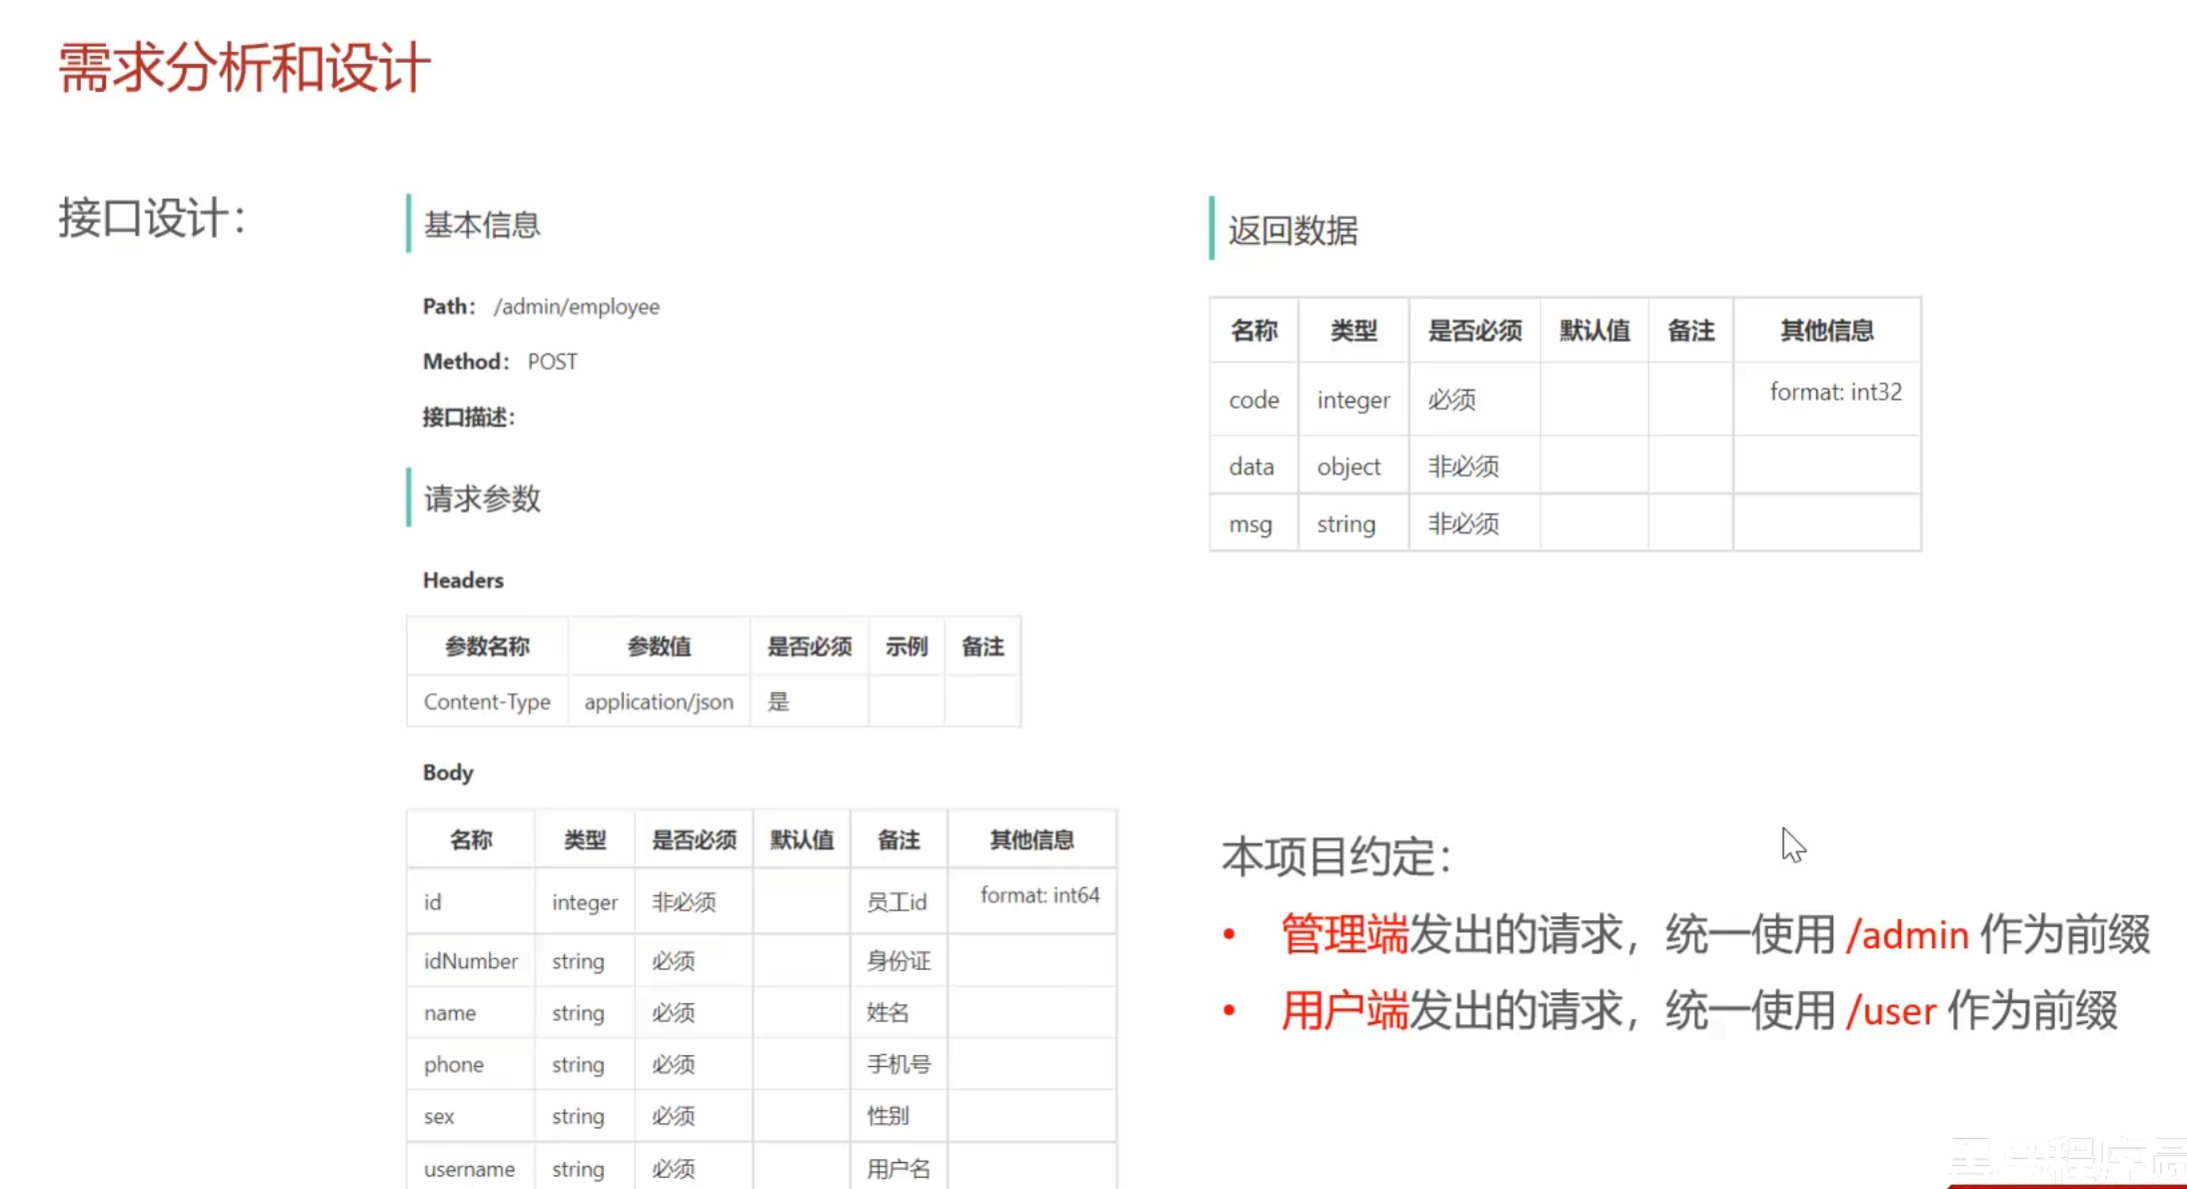 需求分析和设计
接口设计：
基本信息
Path： /admin/employee
Method： POST
接口描述：
请求参数
Headers
参数名称 参数值 是否必须 示例 备注
Content-Type application/json 是
Body
名称 类型 是否必须 默认值 备注 其他信息
id integer 非必须 员工id format: int64
idNumber string 必须 身份证
name string 必须 姓名
phone string 必须 手机号
sex string 必须 性别
username string 必须 用户名
返回数据
名称 类型 是否必须 默认值 备注 其他信息
code integer 必须 format: int32
data object 非必须
msg string 非必须
本项目约定：
• 管理端发出的请求，统一使用 /admin 作为前缀
• 用户端发出的请求，统一使用 /user 作为前缀